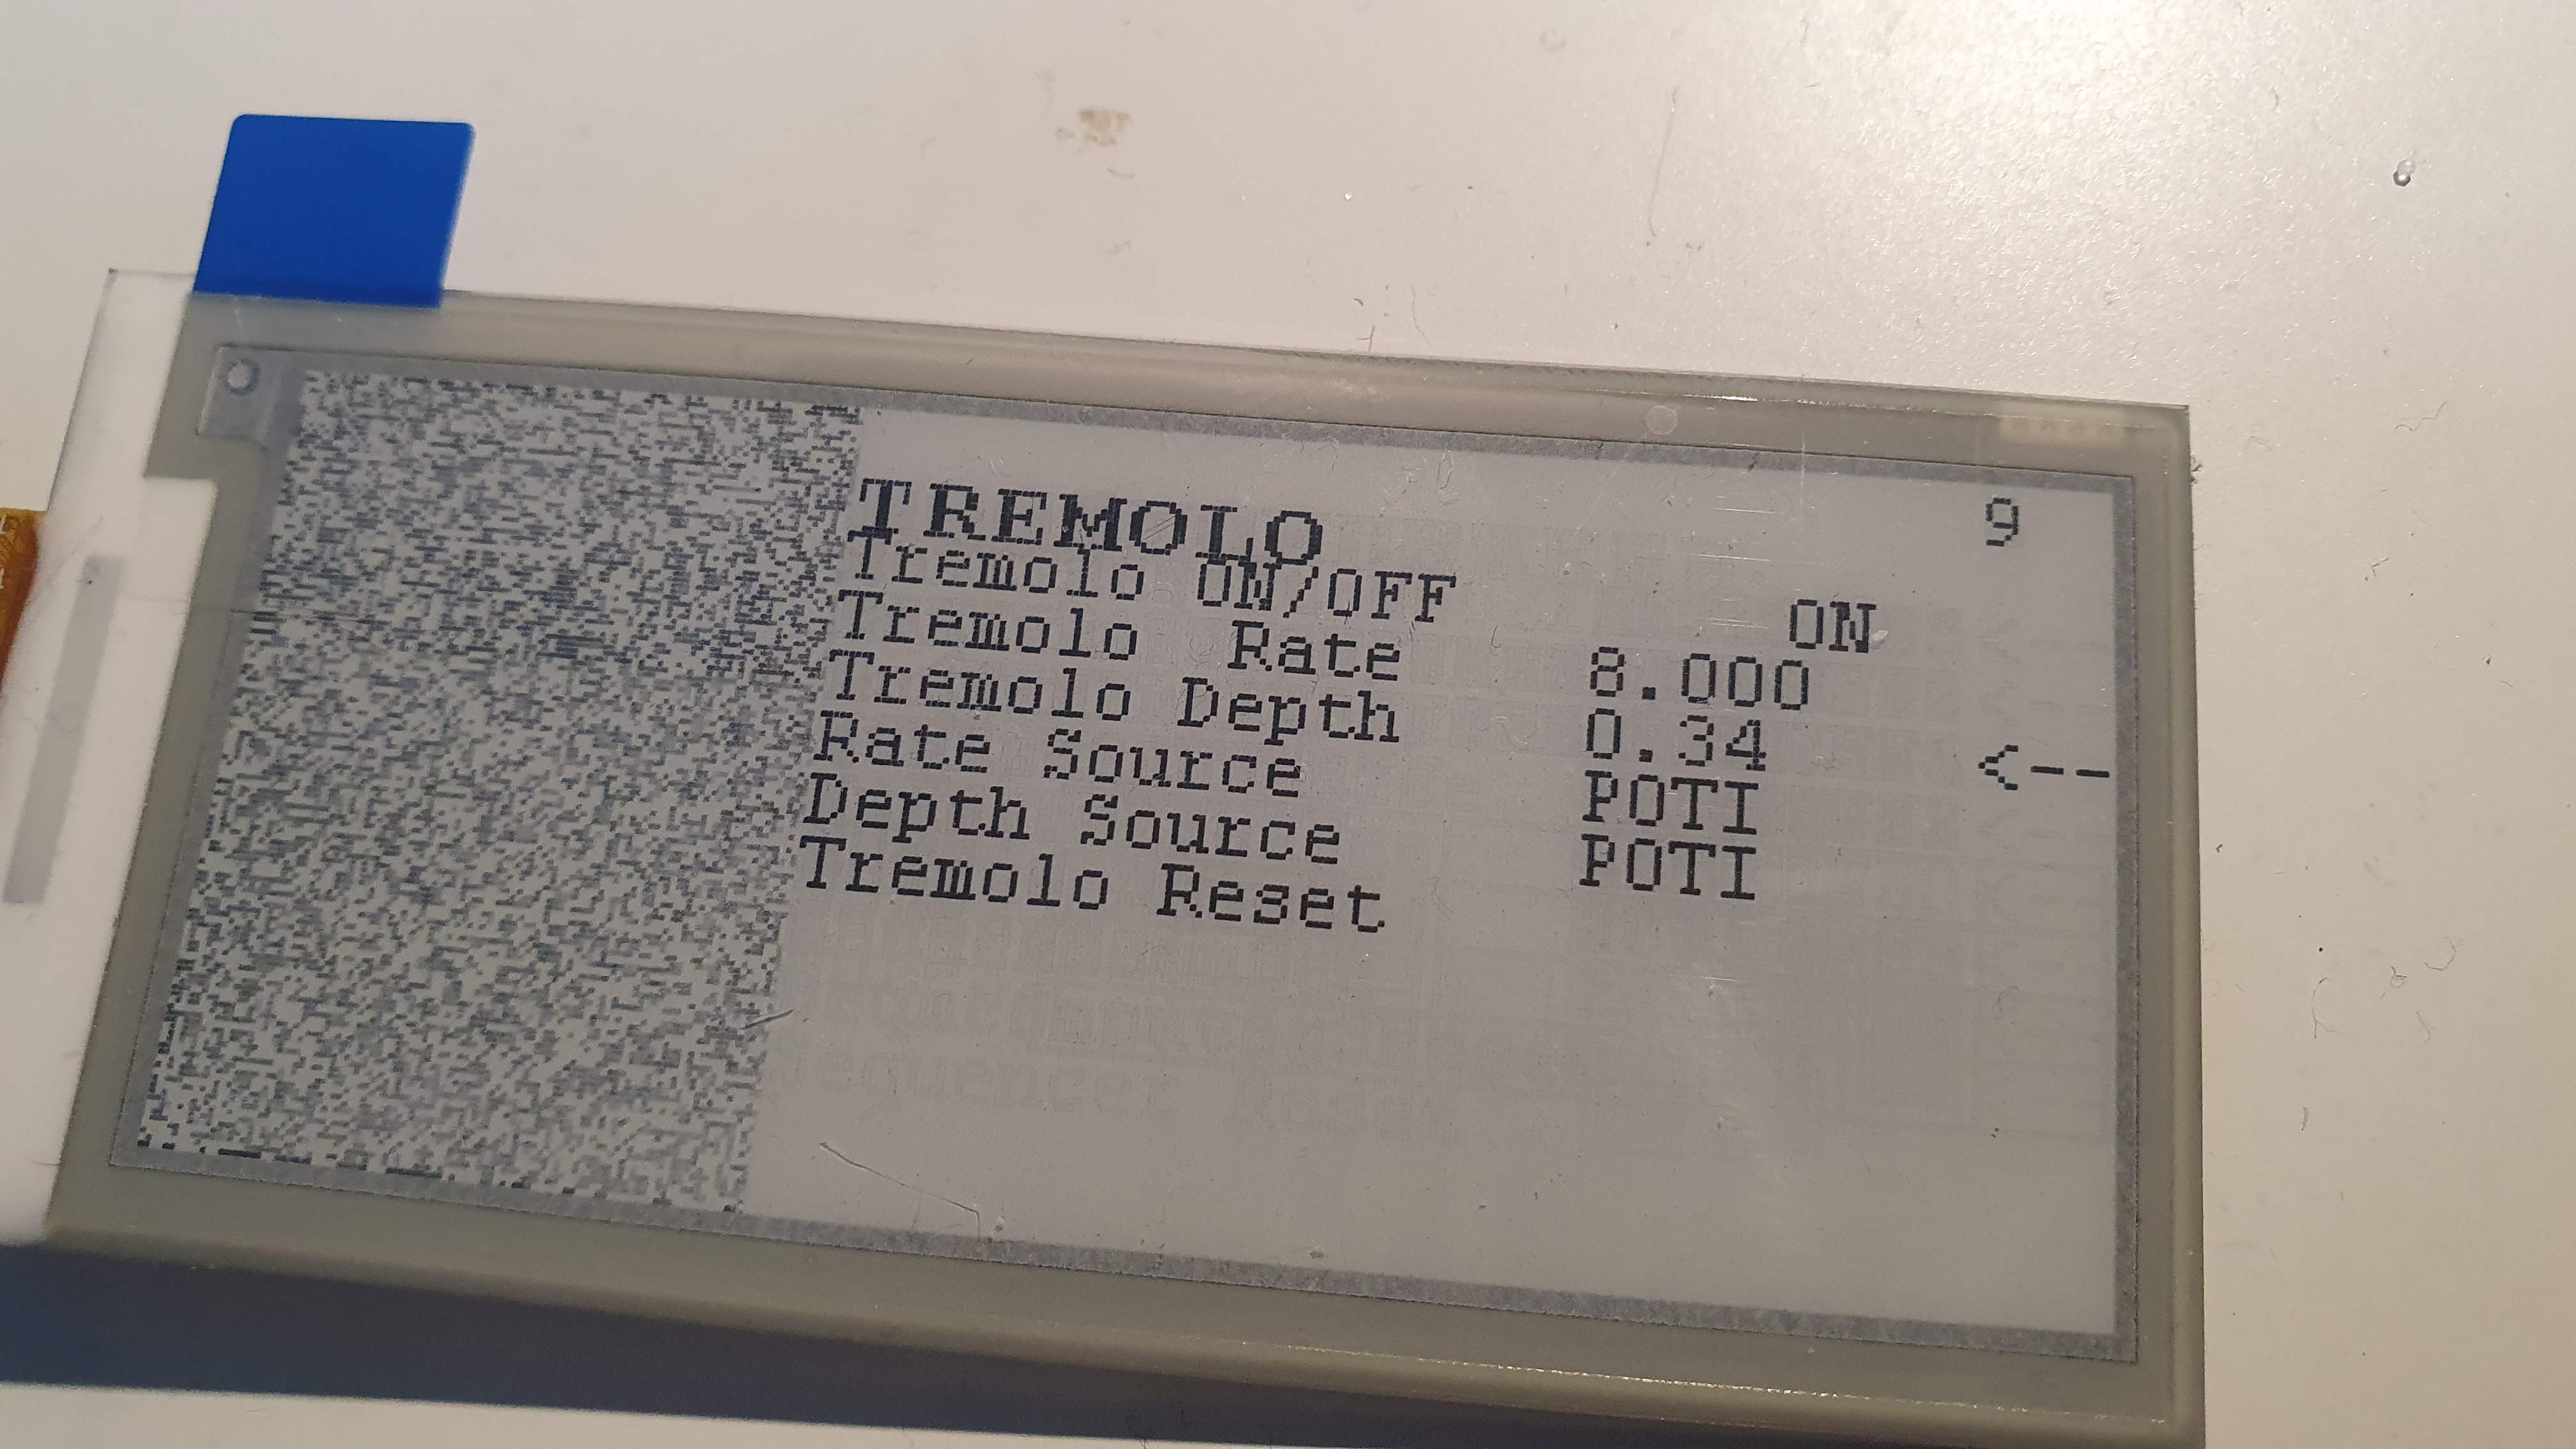 TREMOLO 9
Tremolo ON/OFF ON
Tremolo Rate 8.000
Tremolo Depth 0.34 <--
Rate Source POTI
Depth Source POTI
Tremolo Reset